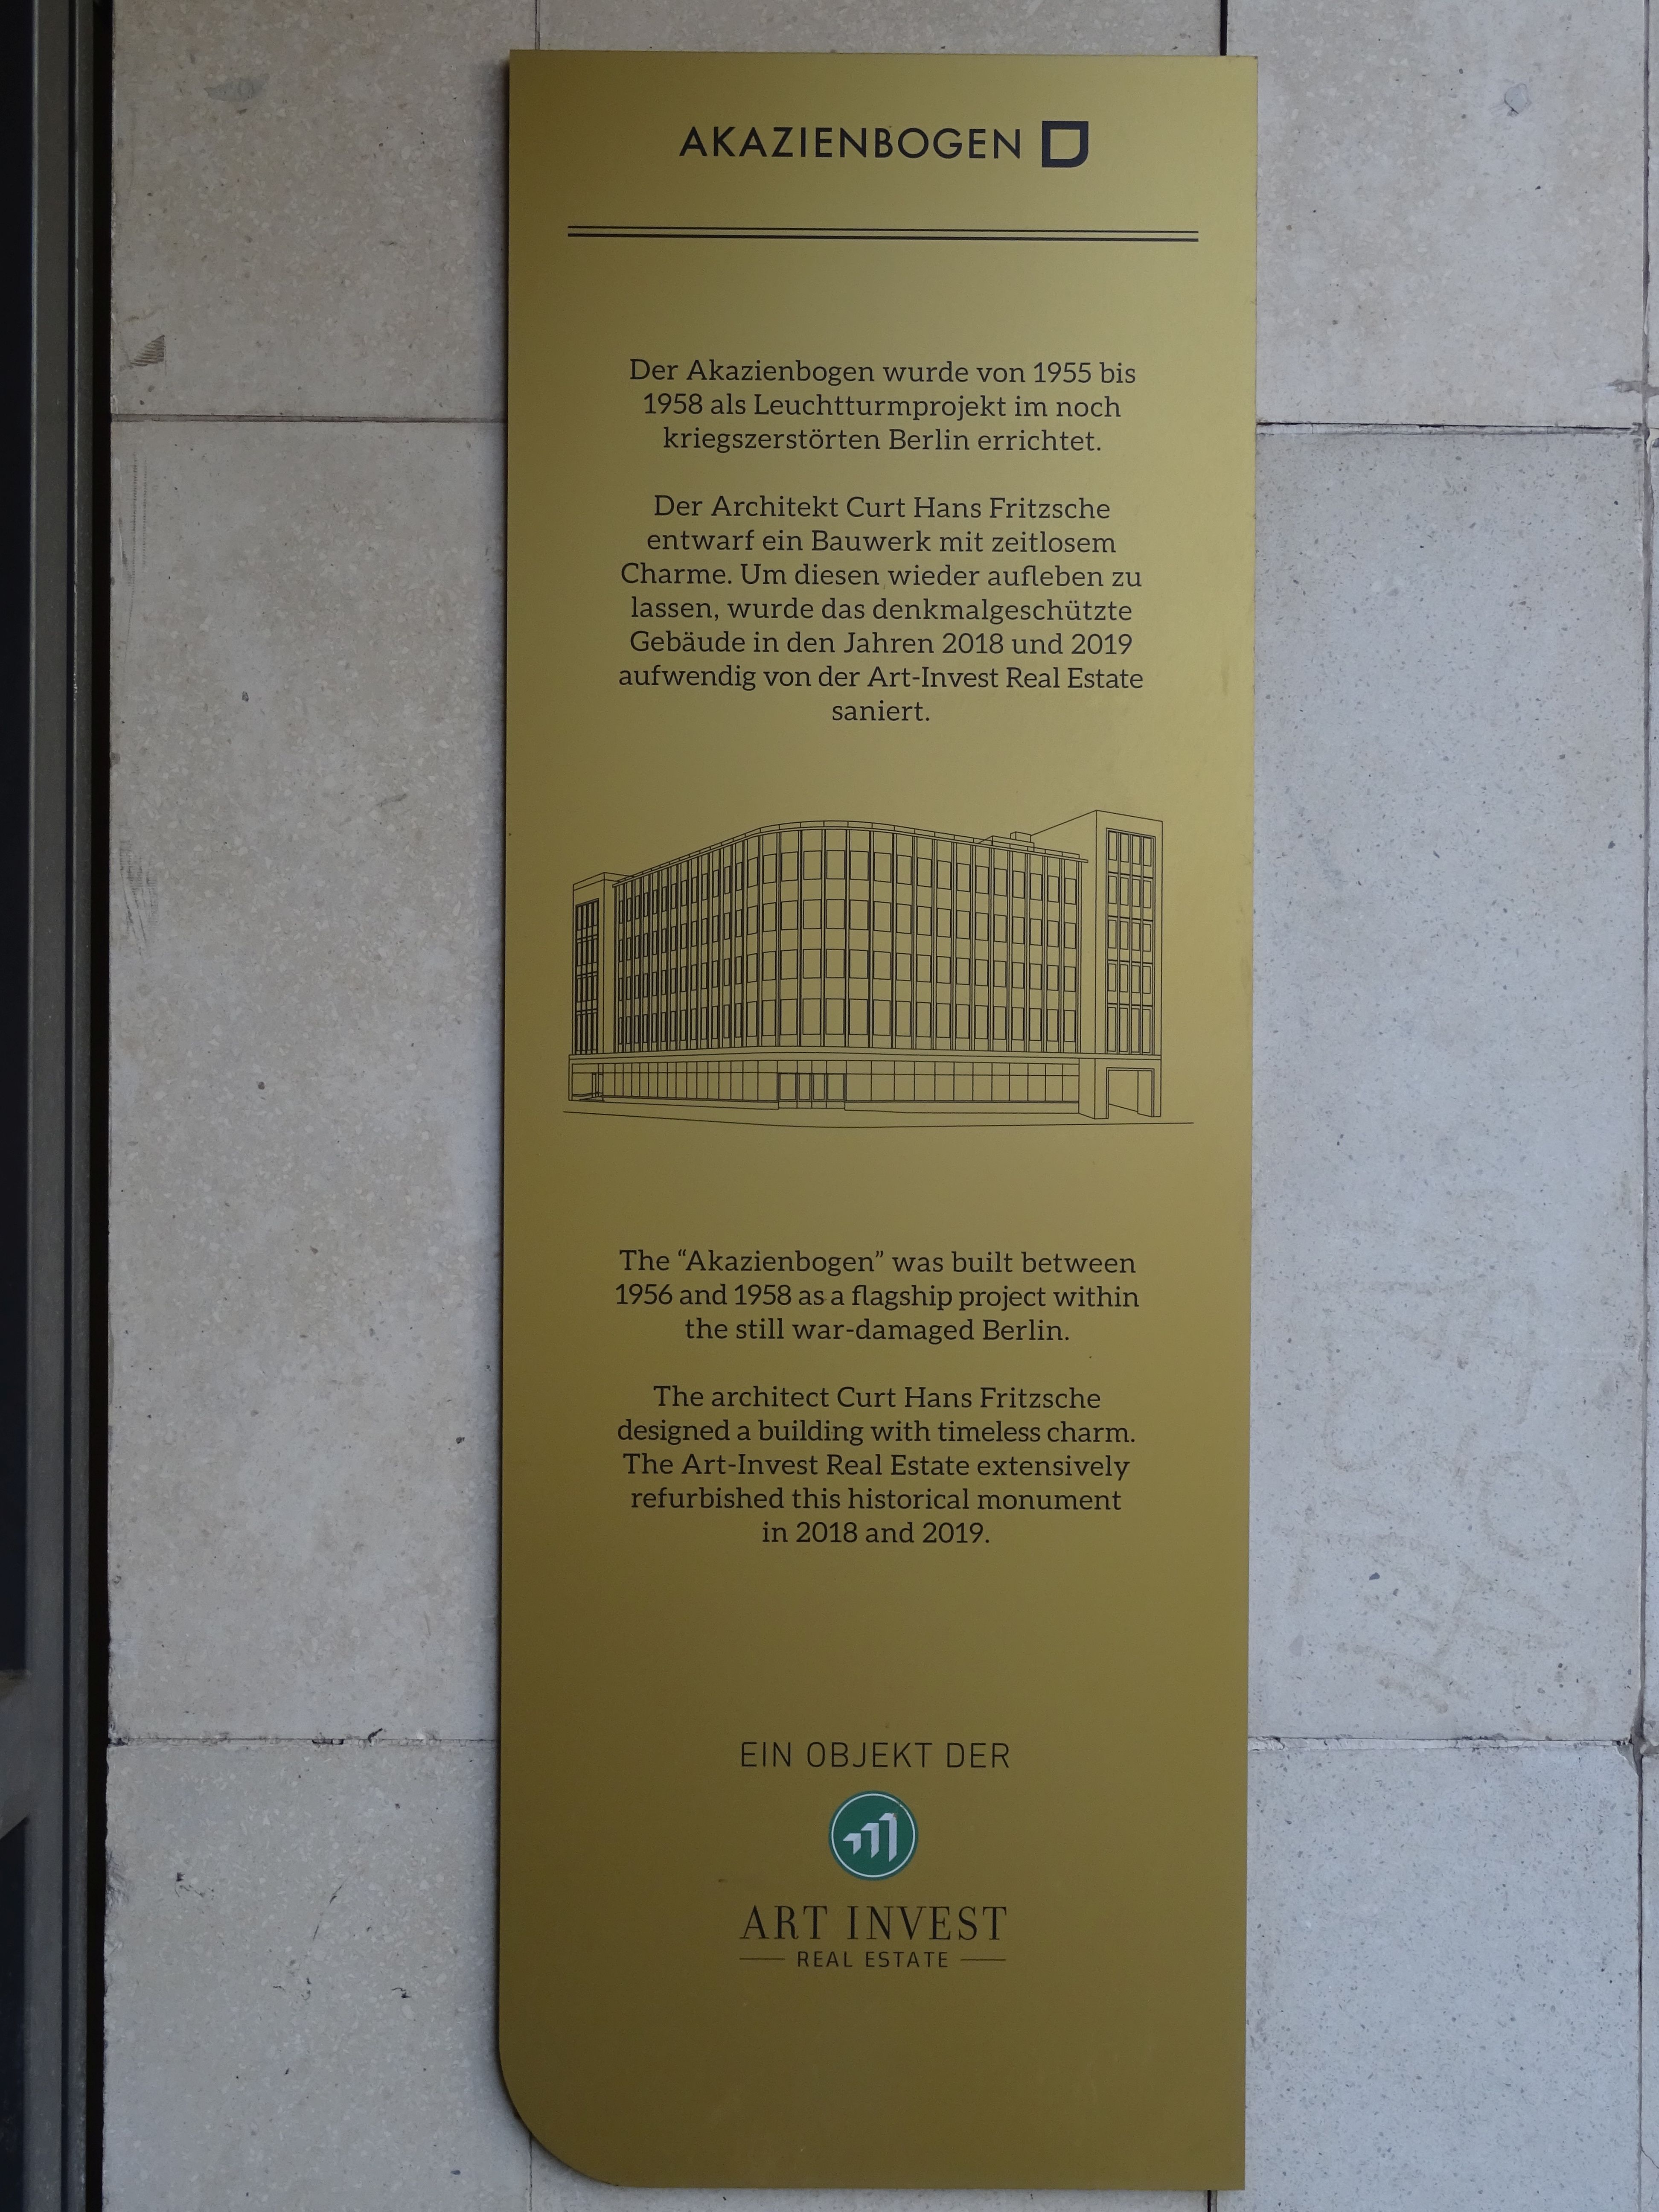 AKAZIENBOGEN
Der Akazienbogen wurde von 1955 bis
1958 als Leuchtturmprojekt im noch
kriegszerstörten Berlin errichtet.
Der Architekt Curt Hans Fritzsche
entwarf ein Bauwerk mit zeitlosem
Charme. Um diesen wieder aufleben zu
lassen, wurde das denkmalgeschützte
Gebäude in den Jahren 2018 und 2019
aufwendig von der Art-Invest Real Estate
saniert.
The “Akazienbogen” was built between
1956 and 1958 as a flagship project within
the still war-damaged Berlin.
The architect Curt Hans Fritzsche
designed a building with timeless charm.
The Art-Invest Real Estate extensively
refurbished this historical monument
in 2018 and 2019.
EIN OBJEKT DER
ART INVEST
REAL ESTATE